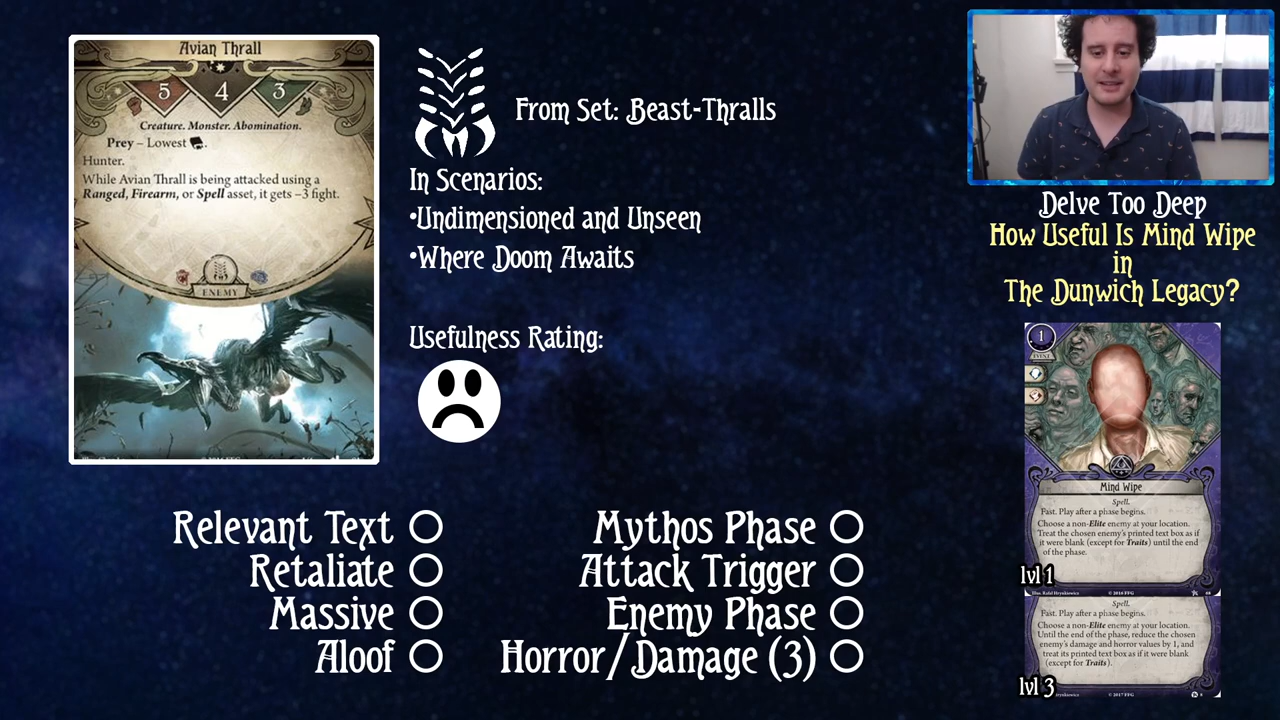 Avian Thrall
5 4 3
Creature. Monster. Abomination.
Prey – Lowest
Hunter.
While Avian Thrall is being attacked using a
Ranged, Firearm, or Spell asset, it gets –3 fight.
ENEMY
From Set: Beast-Thralls
In Scenarios:
•Undimensioned and Unseen
•Where Doom Awaits
Usefulness Rating:
Relevant Text
Retaliate
Massive
Aloof
Mythos Phase
Attack Trigger
Enemy Phase
Horror/Damage (3)
Delve Too Deep
How Useful Is Mind Wipe
in
The Dunwich Legacy?
1
EVENT
Mind Wipe
Spell.
Fast. Play after a phase begins.
Choose a non-Elite enemy at your location.
Treat the chosen enemy's printed text box as if
it were blank (except for Traits) until the end
of the phase.
lvl 1
© 2016 FFG
Spell.
Fast. Play after a phase begins.
Choose a non-Elite enemy at your location.
Until the end of the phase, reduce the chosen
enemy's damage and horror values by 1, and
treat its printed text box as if it were blank
(except for Traits).
lvl 3
© 2017 FFG